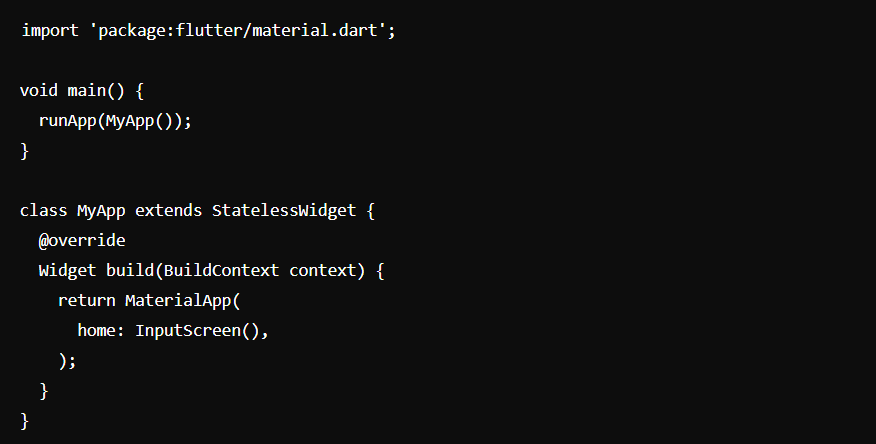 import 'package:flutter/material.dart';
void main() {
runApp(MyApp());
}
class MyApp extends StatelessWidget {
@override
Widget build(BuildContext context) {
return MaterialApp(
home: InputScreen(),
);
}
}